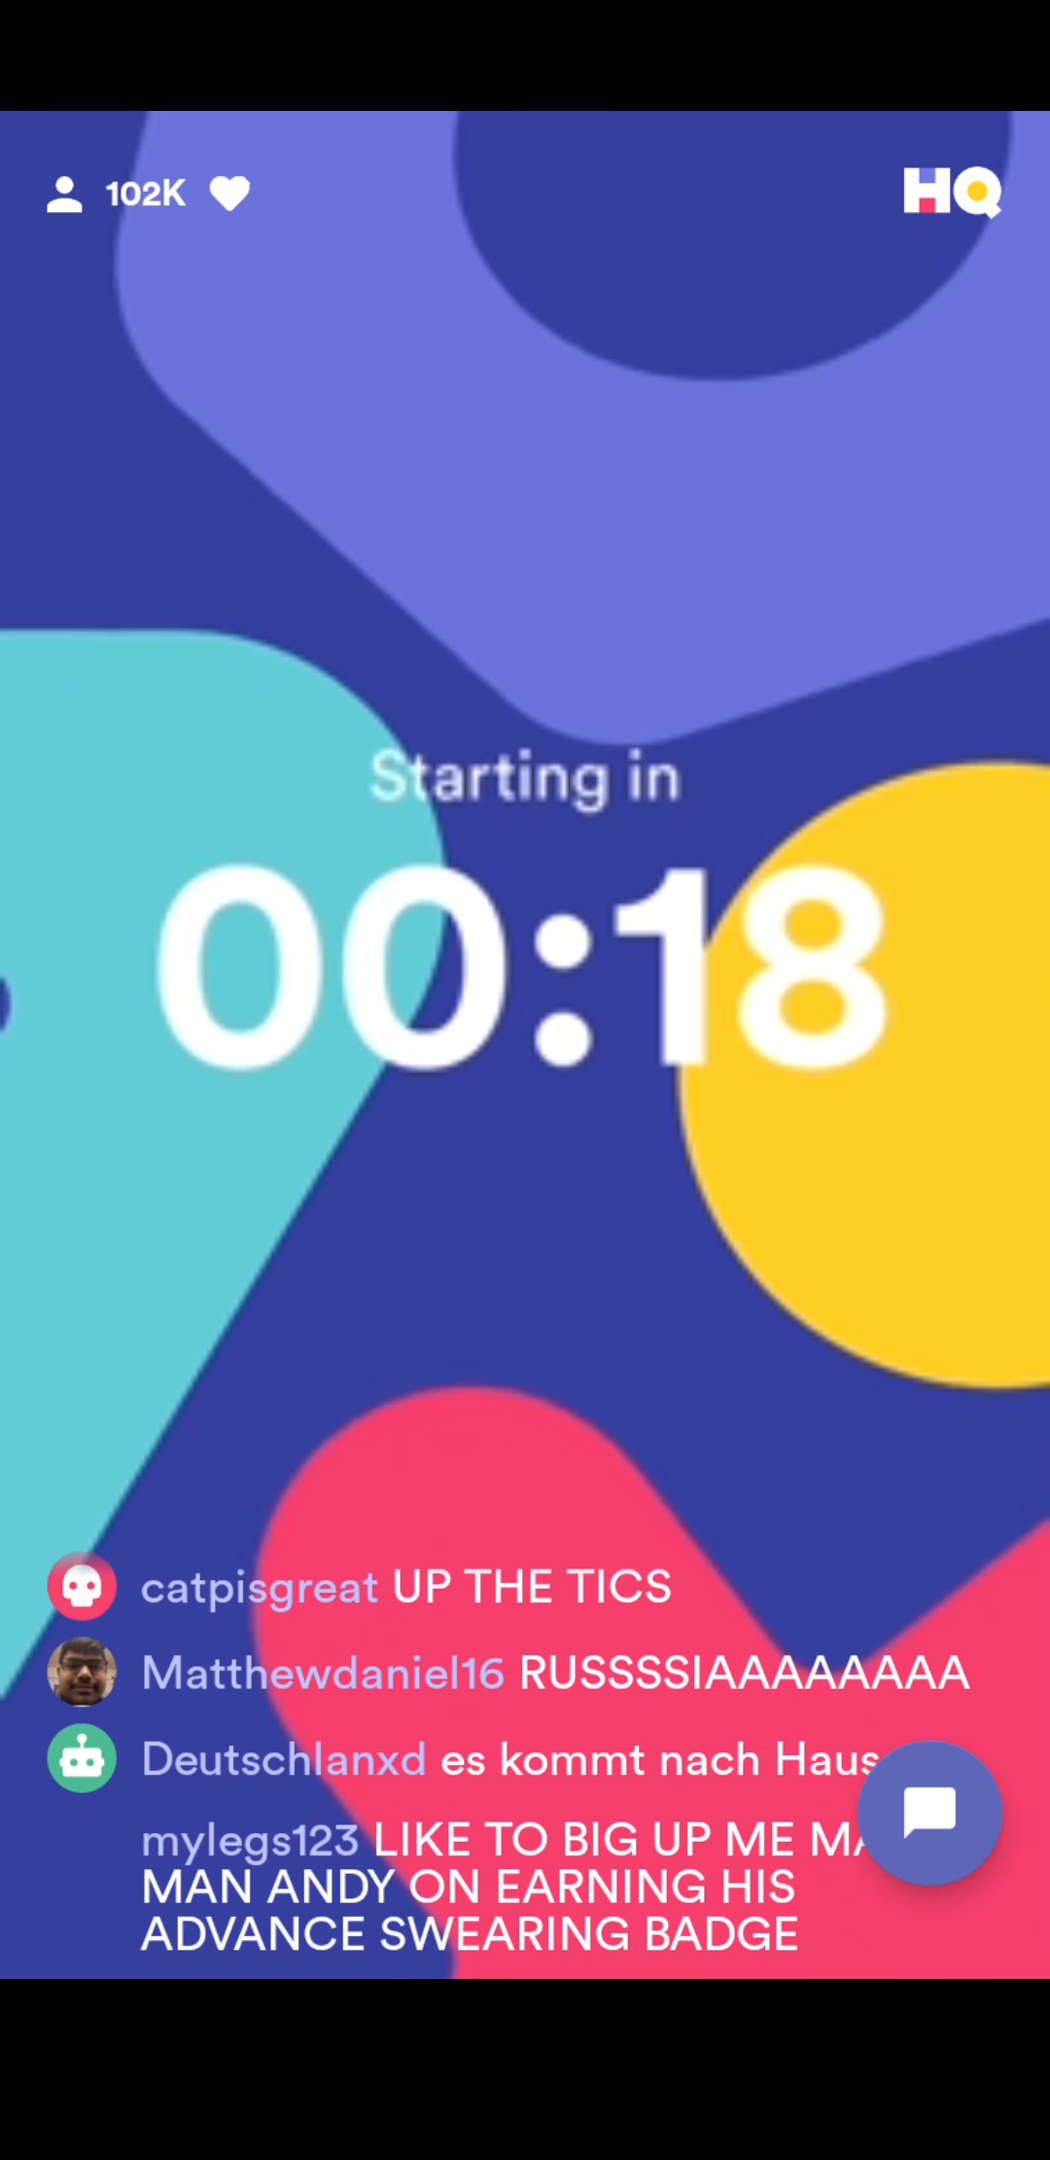 102K
HQ
Starting in
00:18
catpisgreat UP THE TICS
Matthewdaniel16 RUSSSSIAAAAAAAA
Deutschlanxd es kommt nach Haus
mylegs123 LIKE TO BIG UP ME
MAN ANDY ON EARNING HIS
ADVANCE SWEARING BADGE